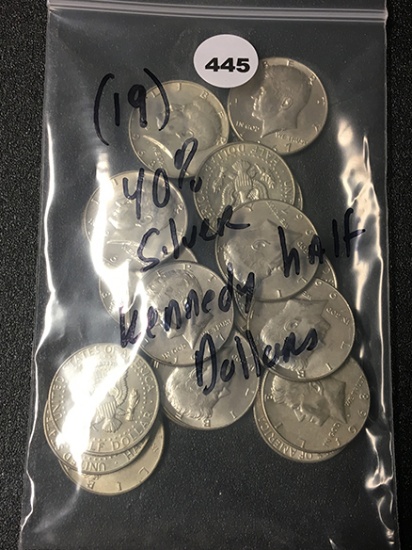 445
(19)
40%
Silver
Kennedy half
Dollars